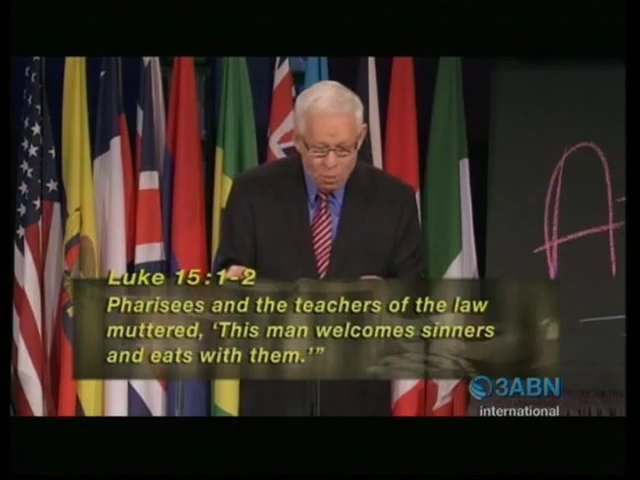 Luke 15:1-2
Pharisees and the teachers of the law
muttered, 'This man welcomes sinners
and eats with them.'”
3ABN
international
A